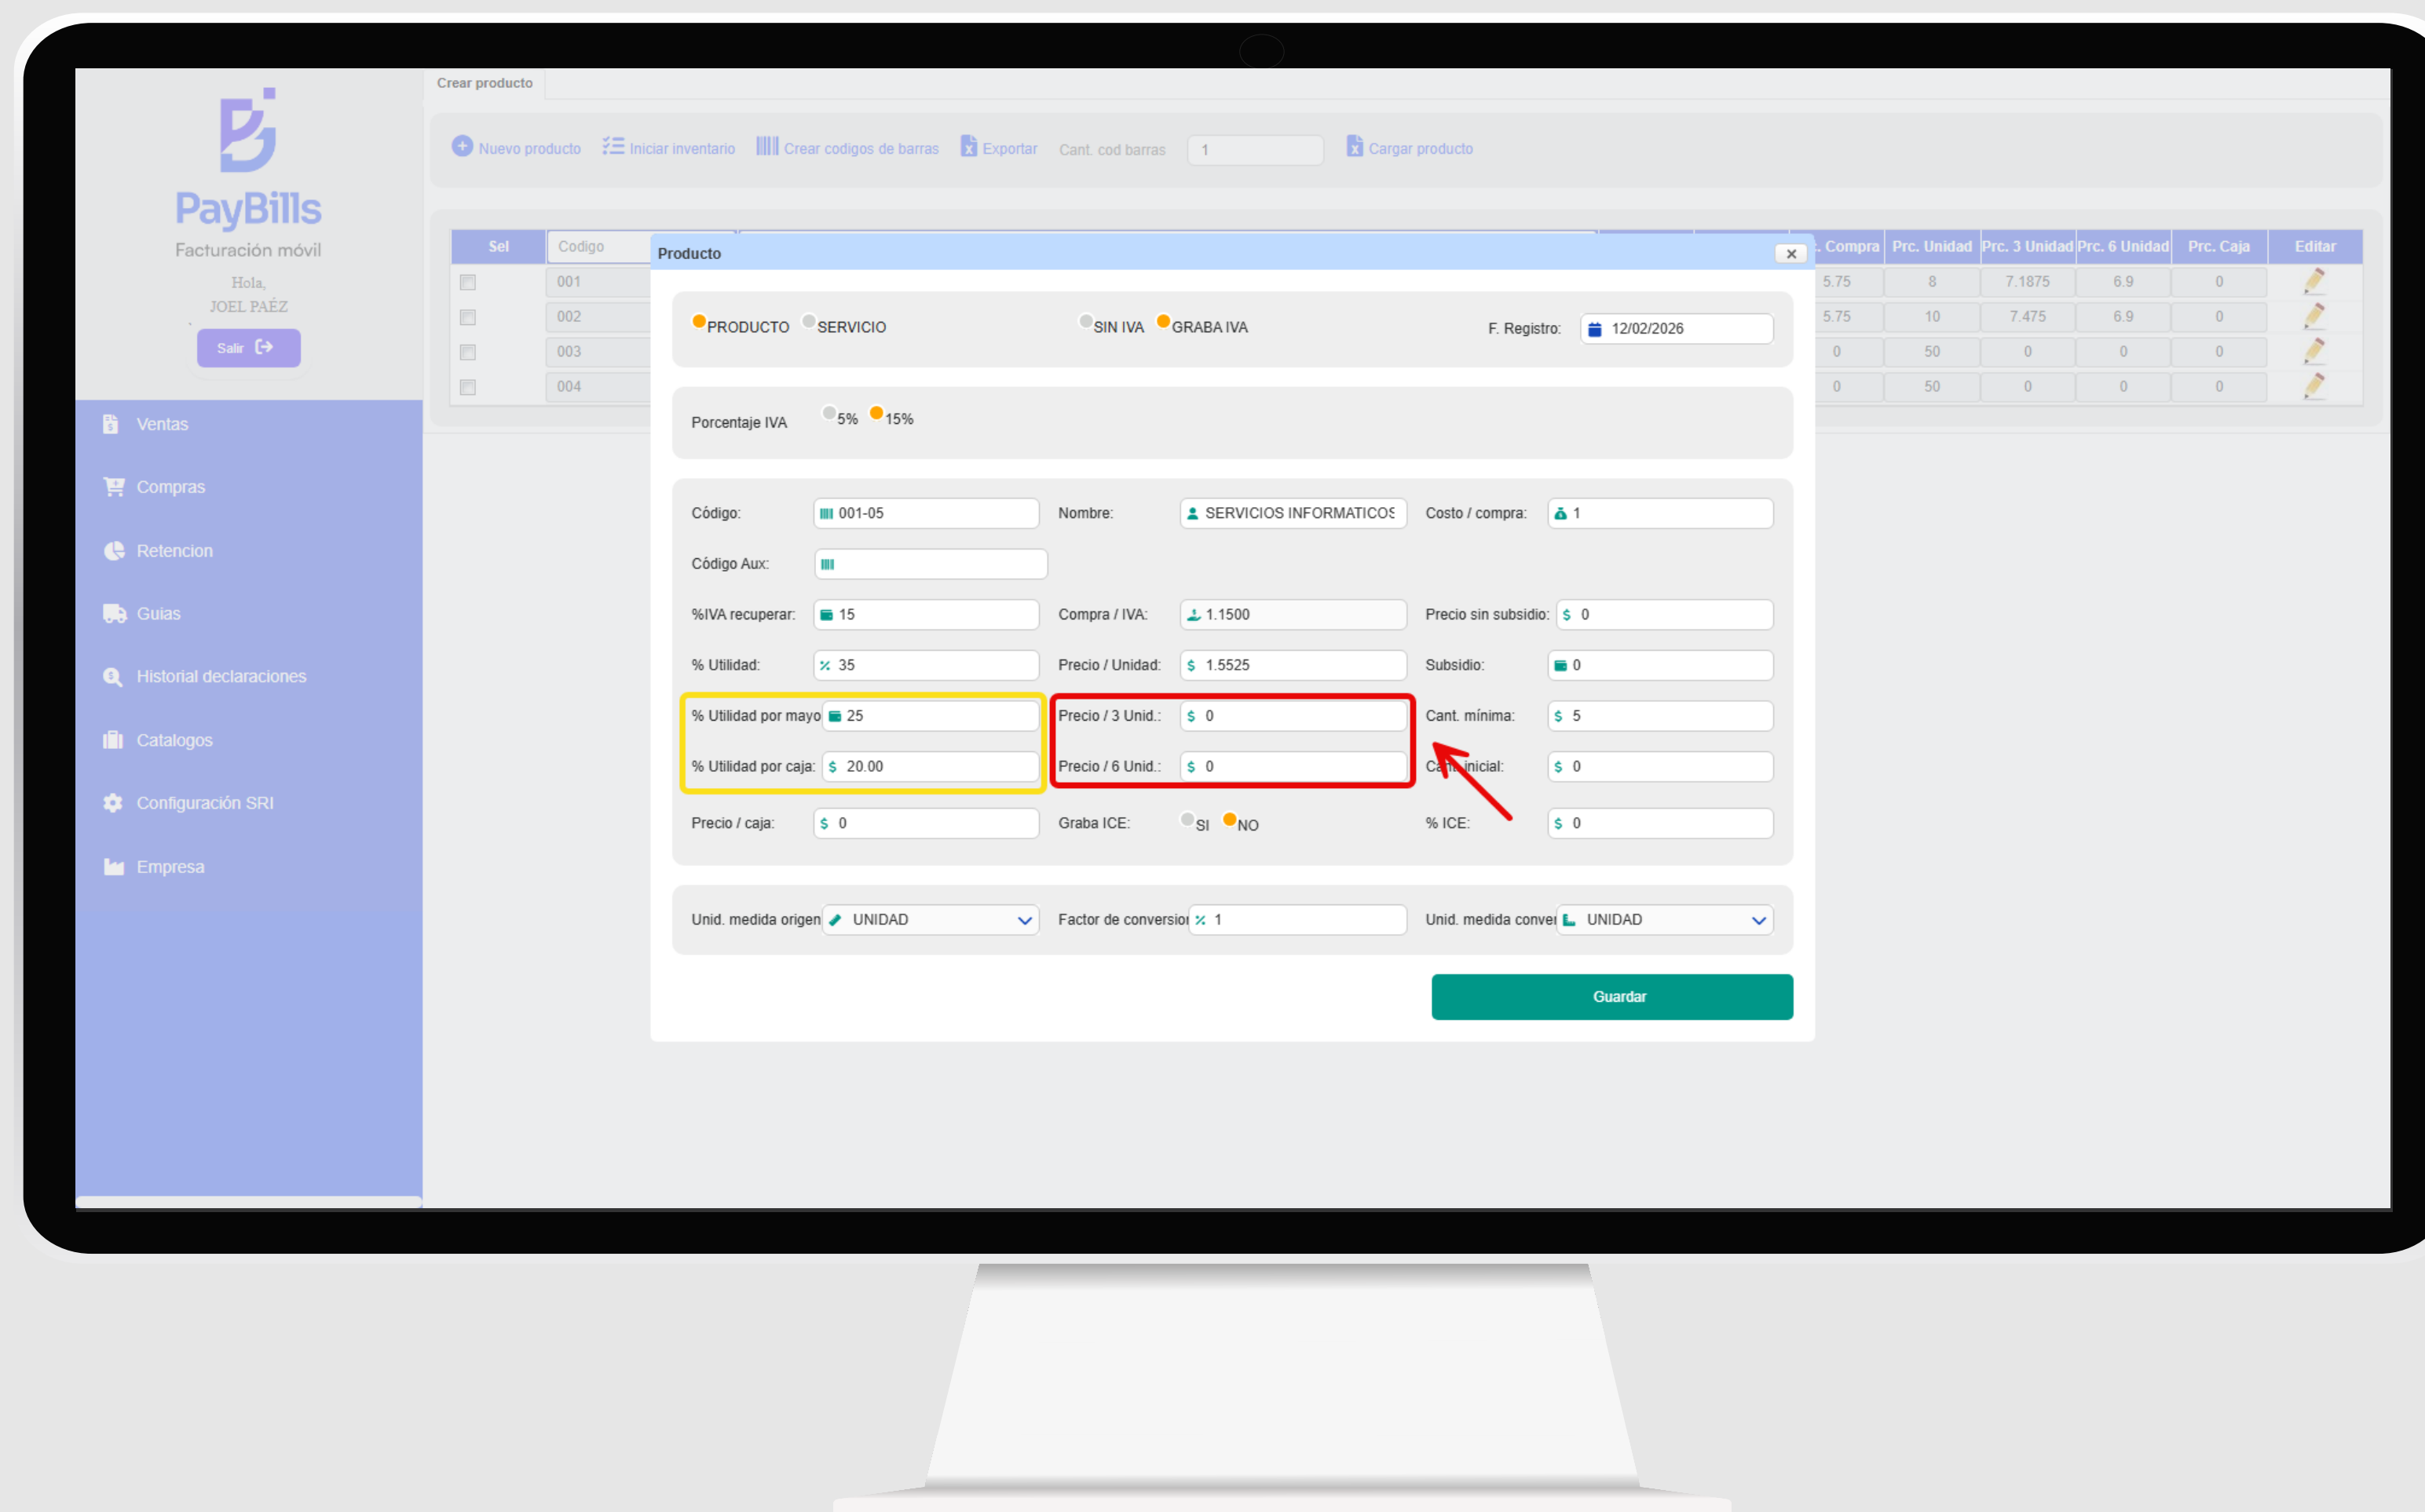 Crear producto
Nuevo producto Iniciar inventario Crear codigos de barras Exportar Cant. cod barras 1 Cargar producto
PayBills
Facturación móvil
Hola,
JOEL PAÉZ
Salir
Ventas
Compras
Retencion
Guias
Historial declaraciones
Catalogos
Configuración SRI
Empresa
Sel Codigo . Compra Prc. Unidad Prc. 3 Unidad Prc. 6 Unidad Prc. Caja Editar
001 5.75 8 7.1875 6.9 0
002 5.75 10 7.475 6.9 0
003 0 50 0 0 0
004 0 50 0 0 0
Producto
PRODUCTO SERVICIO SIN IVA GRABA IVA F. Registro: 12/02/2026
Porcentaje IVA 5% 15%
Código: 001-05 Nombre: SERVICIOS INFORMATICOS Costo / compra: 1
Código Aux:
%IVA recuperar: 15 Compra / IVA: 1.1500 Precio sin subsidio: $ 0
% Utilidad: % 35 Precio / Unidad: $ 1.5525 Subsidio: 0
% Utilidad por mayo 25 Precio / 3 Unid.: $ 0 Cant. mínima: $ 5
% Utilidad por caja: $ 20.00 Precio / 6 Unid.: $ 0 Cant. inicial: $ 0
Precio / caja: $ 0 Graba ICE: SI NO % ICE: $ 0
Unid. medida origen UNIDAD Factor de conversion % 1 Unid. medida conver UNIDAD
Guardar